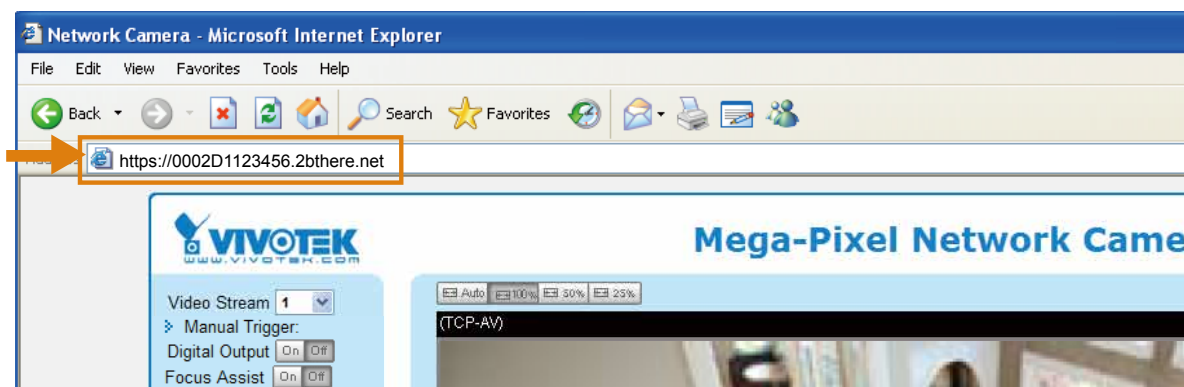 Network Camera - Microsoft Internet Explorer
File Edit View Favorites Tools Help
Back Search Favorites
https://0002D1123456.2bthere.net
VIVOTEK
www.vivotek.com
Mega-Pixel Network Came
Auto 100% 50% 25%
Video Stream 1
(TCP-AV)
Manual Trigger:
Digital Output On Off
Focus Assist On Off